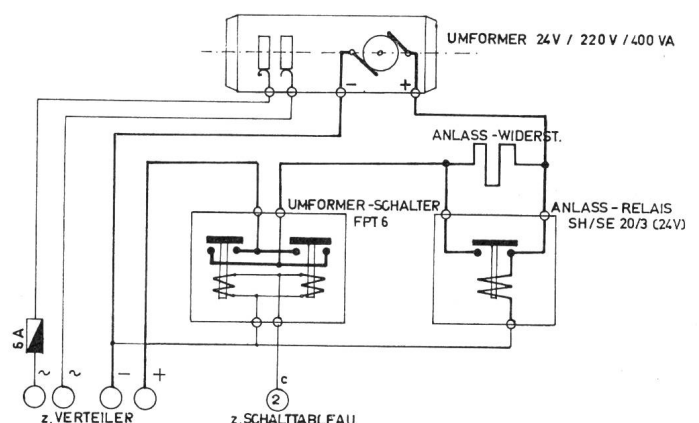 UMFORMER 24V / 220V / 400 VA
- +
ANLASS-WIDERST.
UMFORMER-SCHALTER
FPT 6
ANLASS-RELAIS
SH/SE 20/3 (24V)
6 A
~ ~ - +
c
2
z. VERTEILER
z. SCHALTTABLEAU